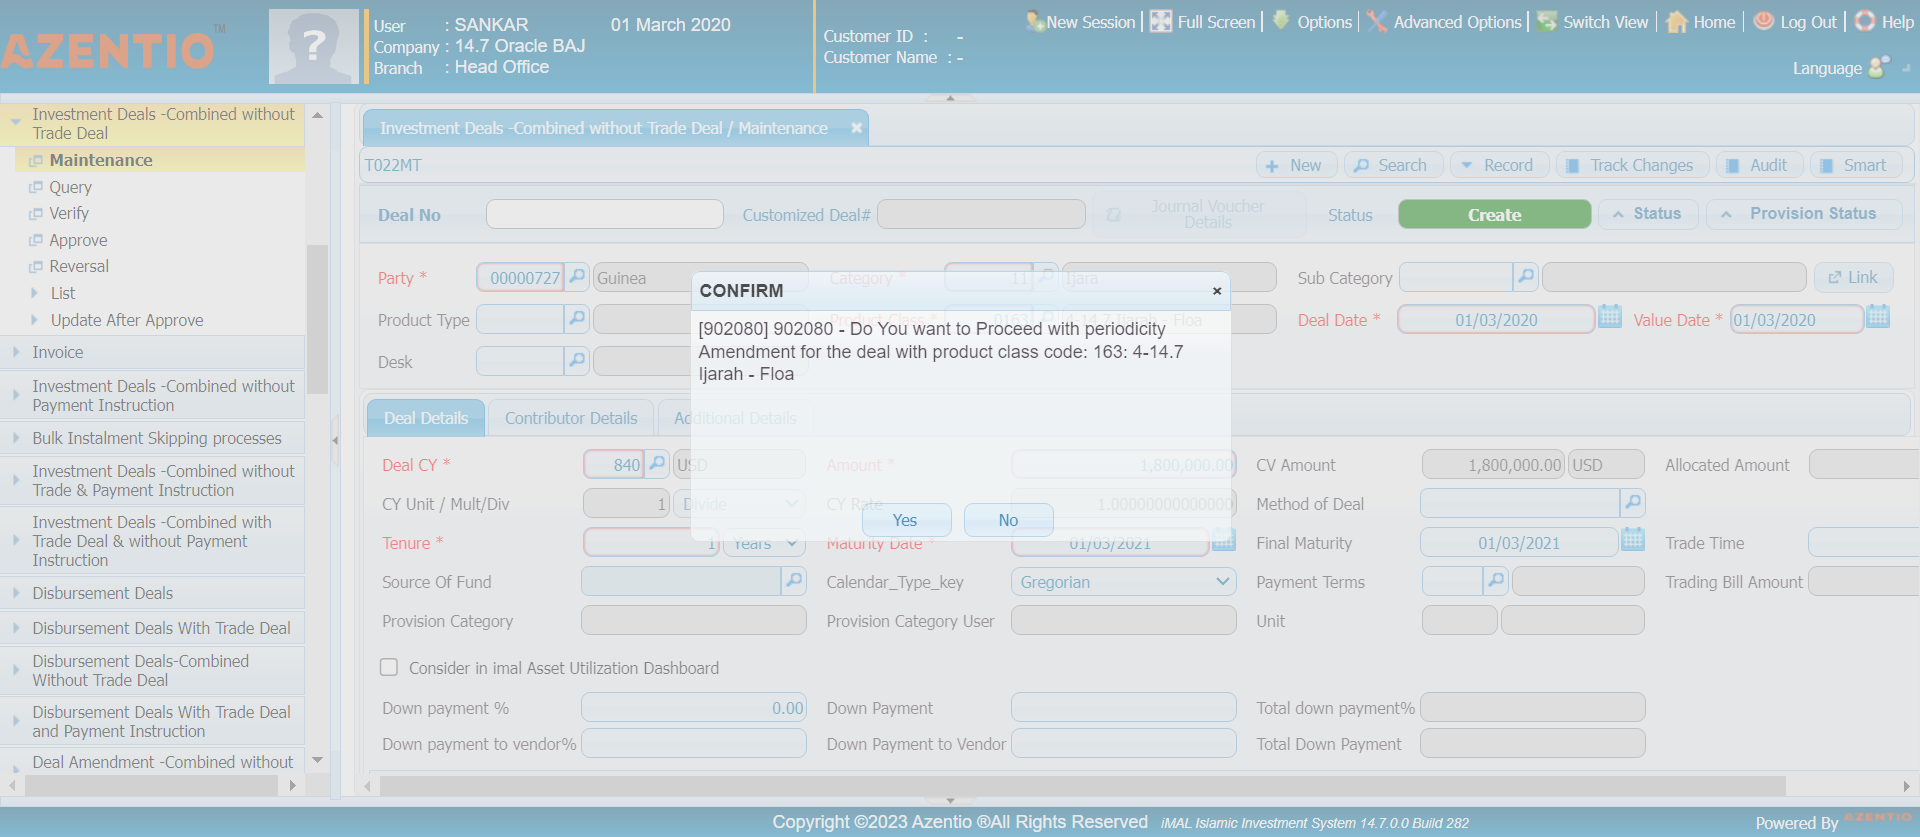 AZENTIO TM
User : SANKAR 01 March 2020
Company : 14.7 Oracle BAJ
Branch : Head Office
Customer ID : -
Customer Name : -
New Session
Full Screen
Options
Advanced Options
Switch View
Home
Log Out
Help
Language
Investment Deals -Combined without
Trade Deal
Maintenance
Query
Verify
Approve
Reversal
List
Update After Approve
Invoice
Investment Deals -Combined without
Payment Instruction
Bulk Instalment Skipping processes
Investment Deals -Combined without
Trade & Payment Instruction
Investment Deals -Combined with
Trade Deal & without Payment
Instruction
Disbursement Deals
Disbursement Deals With Trade Deal
Disbursement Deals-Combined
Without Trade Deal
Disbursement Deals With Trade Deal
and Payment Instruction
Deal Amendment -Combined without
Investment Deals -Combined without Trade Deal / Maintenance ×
T022MT
New
Search
Record
Track Changes
Audit
Smart
Deal No
Customized Deal#
Journal Voucher
Details
Status
Create
Status
Provision Status
Party * 00000727 Guinea
Category * 11 Ijara
Sub Category
Link
Product Type
Product Class * 0163 4-14.7 Ijarah - Floa
Deal Date * 01/03/2020
Value Date * 01/03/2020
Desk
CONFIRM ×
[902080] 902080 - Do You want to Proceed with periodicity
Amendment for the deal with product class code: 163: 4-14.7
Ijarah - Floa
Yes
No
Deal Details
Contributor Details
Additional Details
Deal CY * 840 USD
Amount * 1,800,000.00
CV Amount 1,800,000.00 USD
Allocated Amount
CY Unit / Mult/Div 1 Divide
CY Rate 1.00000000000000
Method of Deal
Tenure * 1 Years
Maturity Date * 01/03/2021
Final Maturity 01/03/2021
Trade Time
Source Of Fund
Calendar_Type_key Gregorian
Payment Terms
Trading Bill Amount
Provision Category
Provision Category User
Unit
Consider in imal Asset Utilization Dashboard
Down payment % 0.00
Down Payment
Total down payment%
Down payment to vendor%
Down Payment to Vendor
Total Down Payment
Copyright ©2023 Azentio ®All Rights Reserved iMAL Islamic Investment System 14.7.0.0 Build 282
Powered By AZENTIO